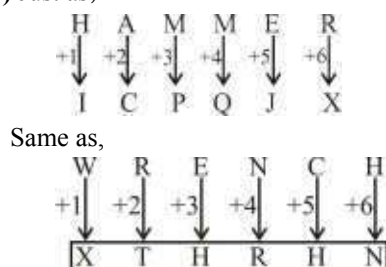 ) Just as,
H A M M E R
+1 +2 +3 +4 +5 +6
I C P Q J X
Same as,
W R E N C H
+1 +2 +3 +4 +5 +6
X T H R H N